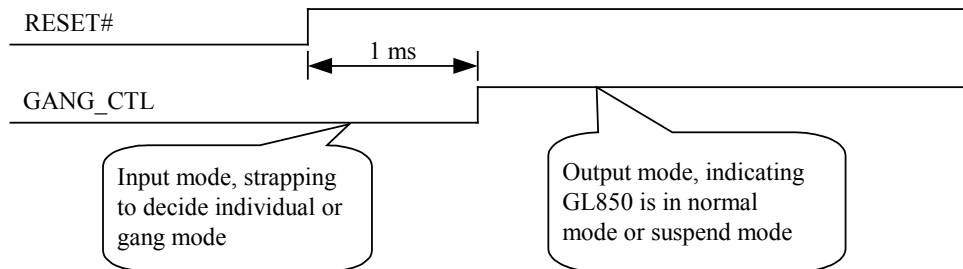 RESET#
1 ms
GANG_CTL
Input mode, strapping
to decide individual or
gang mode
Output mode, indicating
GL850 is in normal
mode or suspend mode